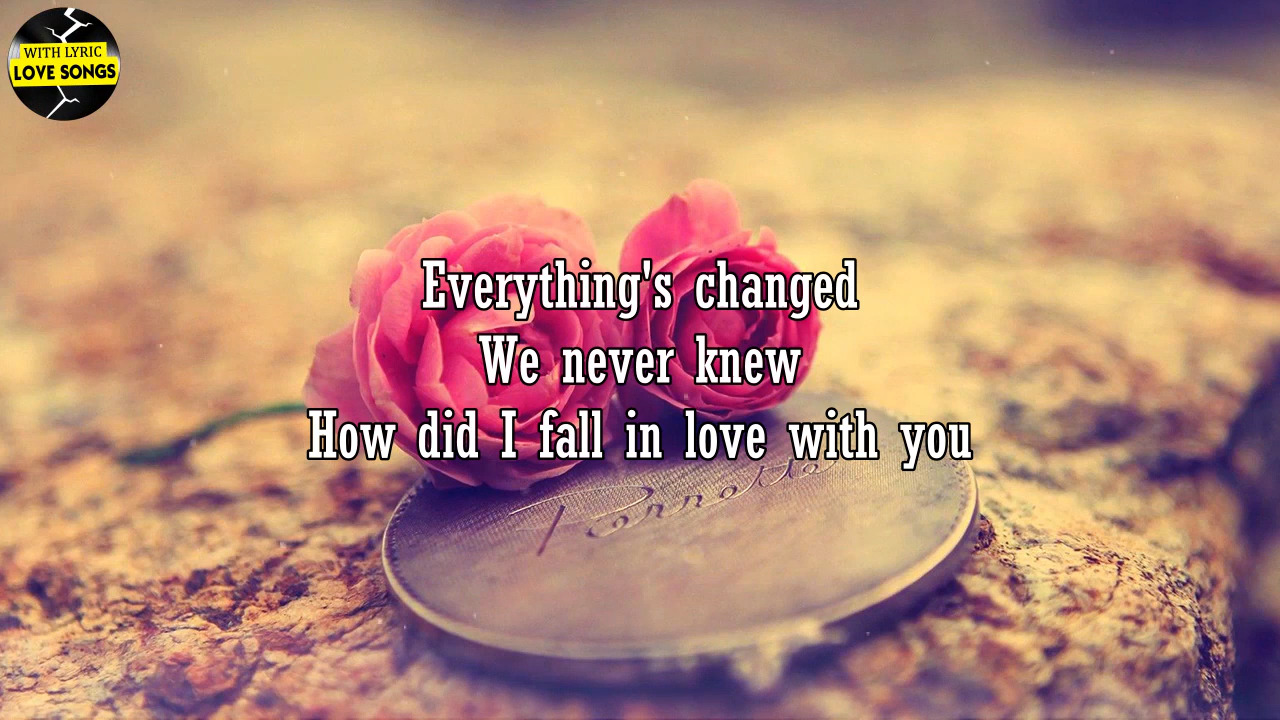 WITH LYRIC
LOVE SONGS
Everything's changed
We never knew
How did I fall in love with you